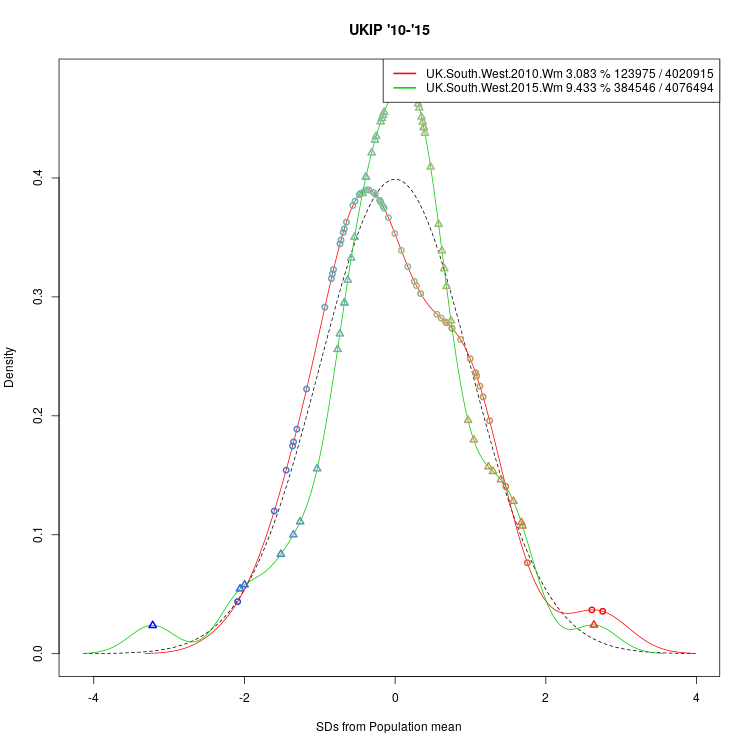 UKIP '10-'15
UK.South.West.2010.Wm 3.083 % 123975 / 4020915
UK.South.West.2015.Wm 9.433 % 384546 / 4076494
Density
0.4
0.3
0.2
0.1
0.0
-4 -2 0 2 4
SDs from Population mean